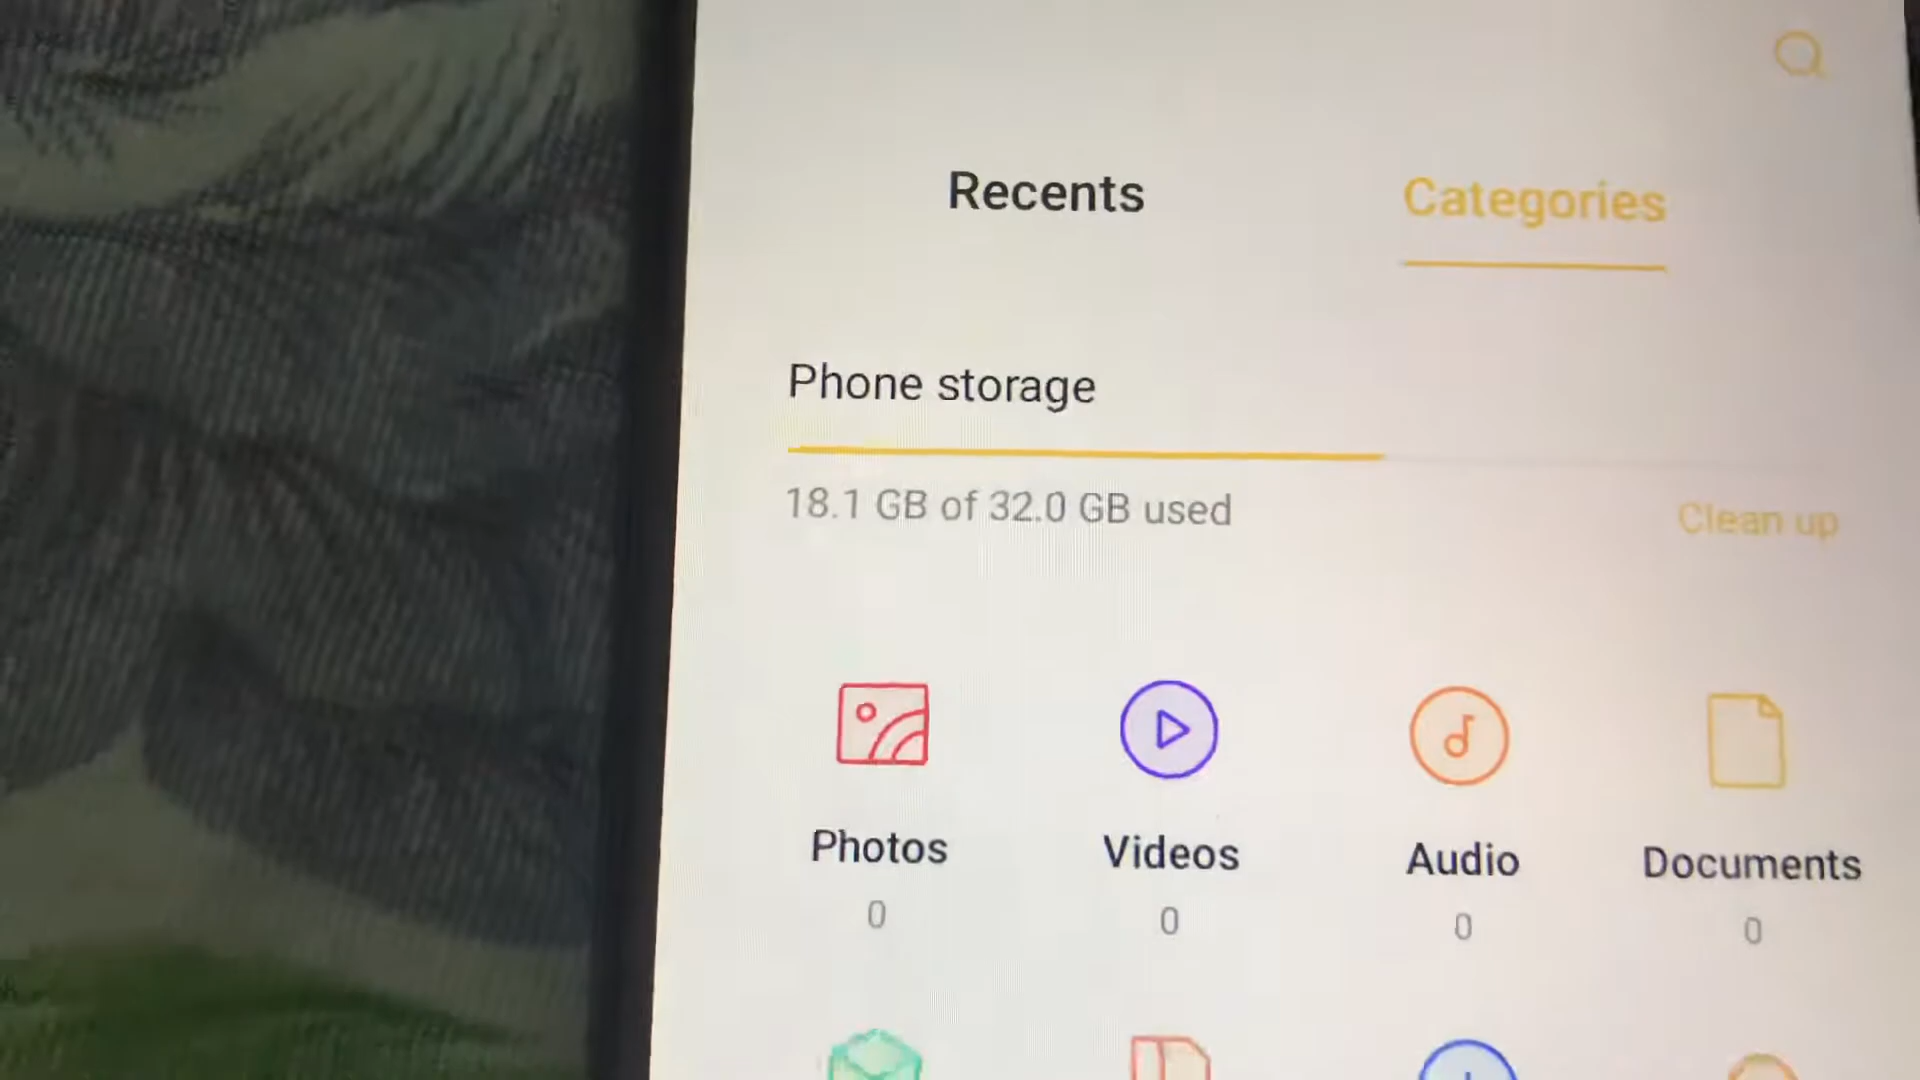 Recents Categories
Phone storage
18.1 GB of 32.0 GB used Clean up
Photos Videos Audio Documents
0 0 0 0